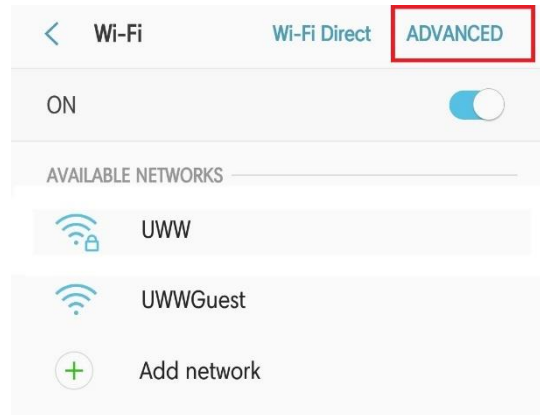 Wi-Fi Wi-Fi Direct ADVANCED
ON
AVAILABLE NETWORKS
UWW
UWWGuest
Add network